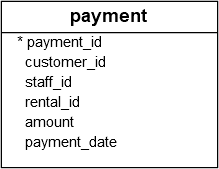 payment
* payment_id
customer_id
staff_id
rental_id
amount
payment_date